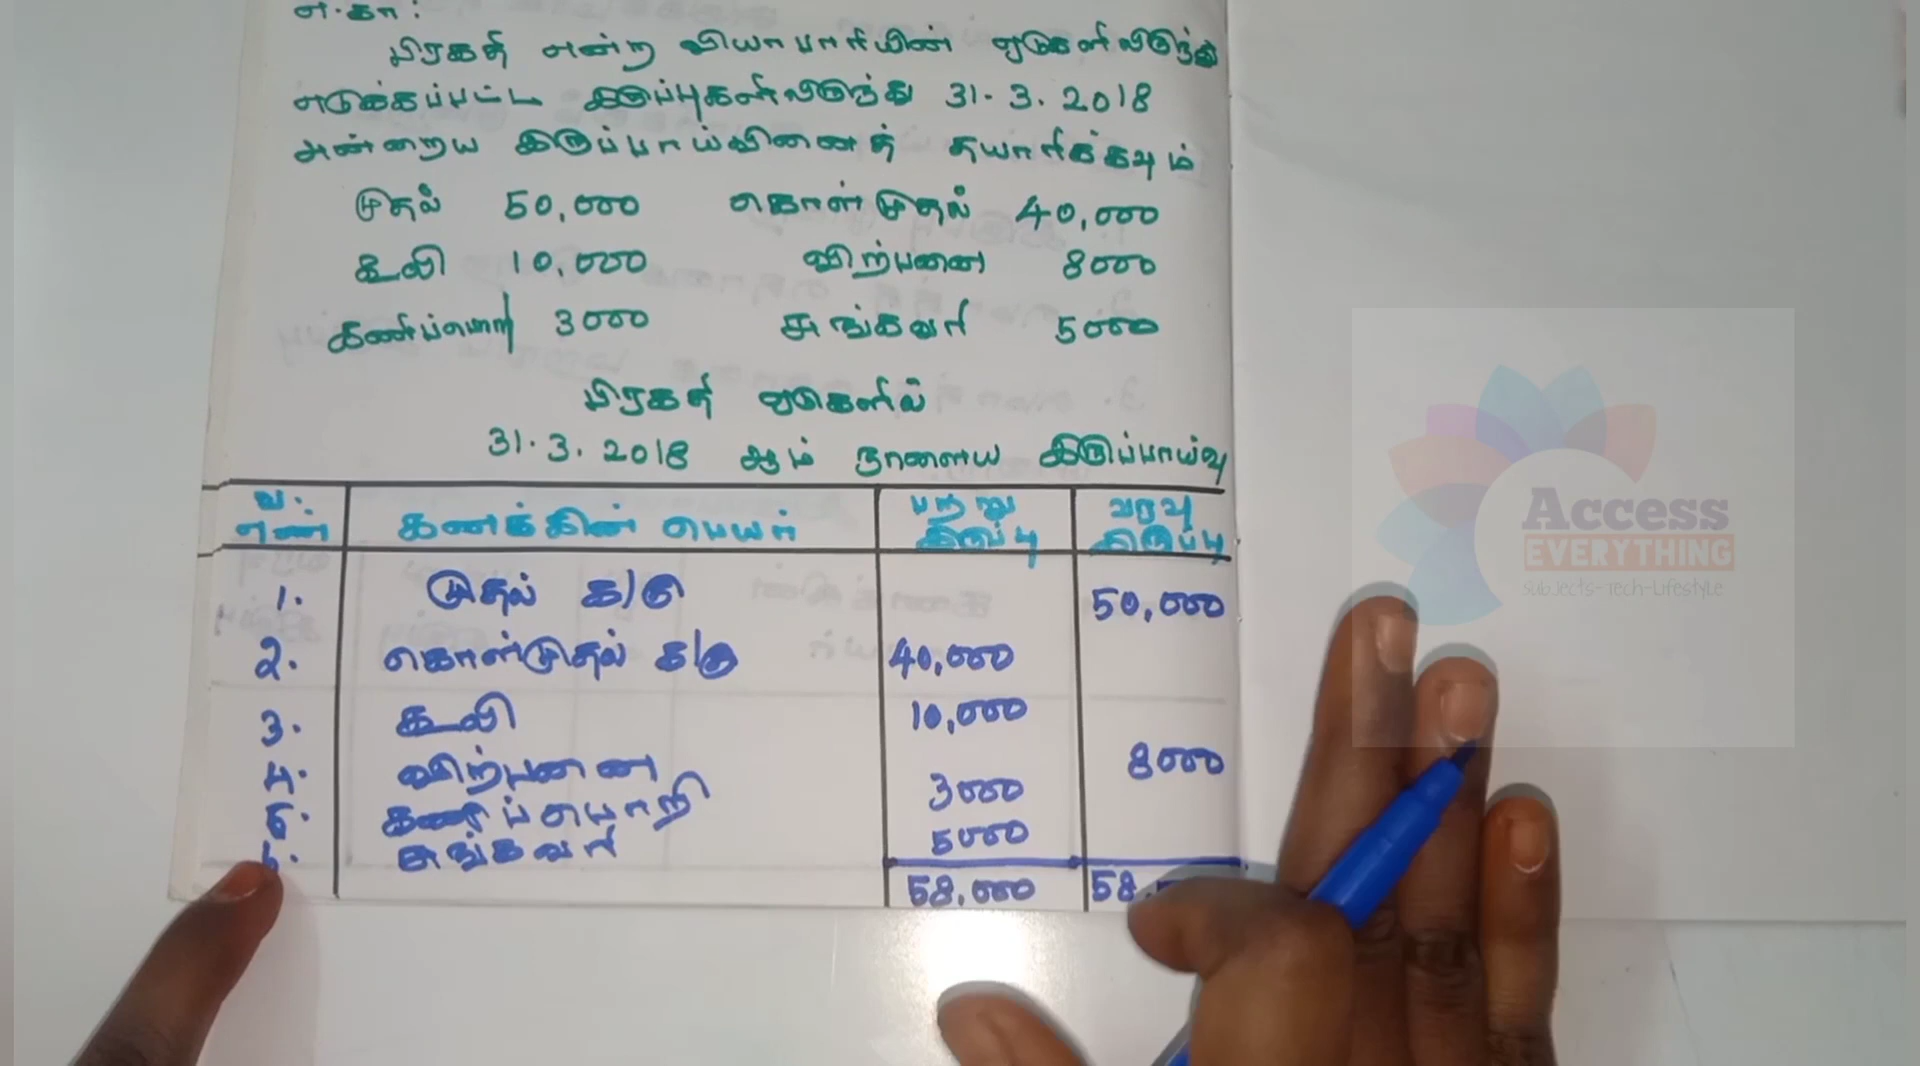 எ.கா:
பிரகதி என்ற வியாபாரியின் ஏடுகளிலிருந்து
எடுக்கப்பட்ட இருப்புகளிலிருந்து 31.3.2018
அன்றைய இருப்பாய்வினைத் தயாரிக்கவும்
முதல் 50,000 கொள்முதல் 40,000
கூலி 10,000 விற்பனை 8000
கணிப்பொறி 3000 சுங்கவரி 5000
பிரகதி ஏடுகளில்
31.3.2018 ஆம் நாளைய இருப்பாய்வு
வ. எண் கணக்கின் பெயர் பற்று இருப்பு வரவு இருப்பு
1. முதல் க/கு 50,000
2. கொள்முதல் க/கு 40,000
3. கூலி 10,000
4. விற்பனை 8000
5. கணிப்பொறி 3000
சுங்கவரி 5000
58,000 58,
Access
EVERYTHING
Subjects-Tech-Lifestyle